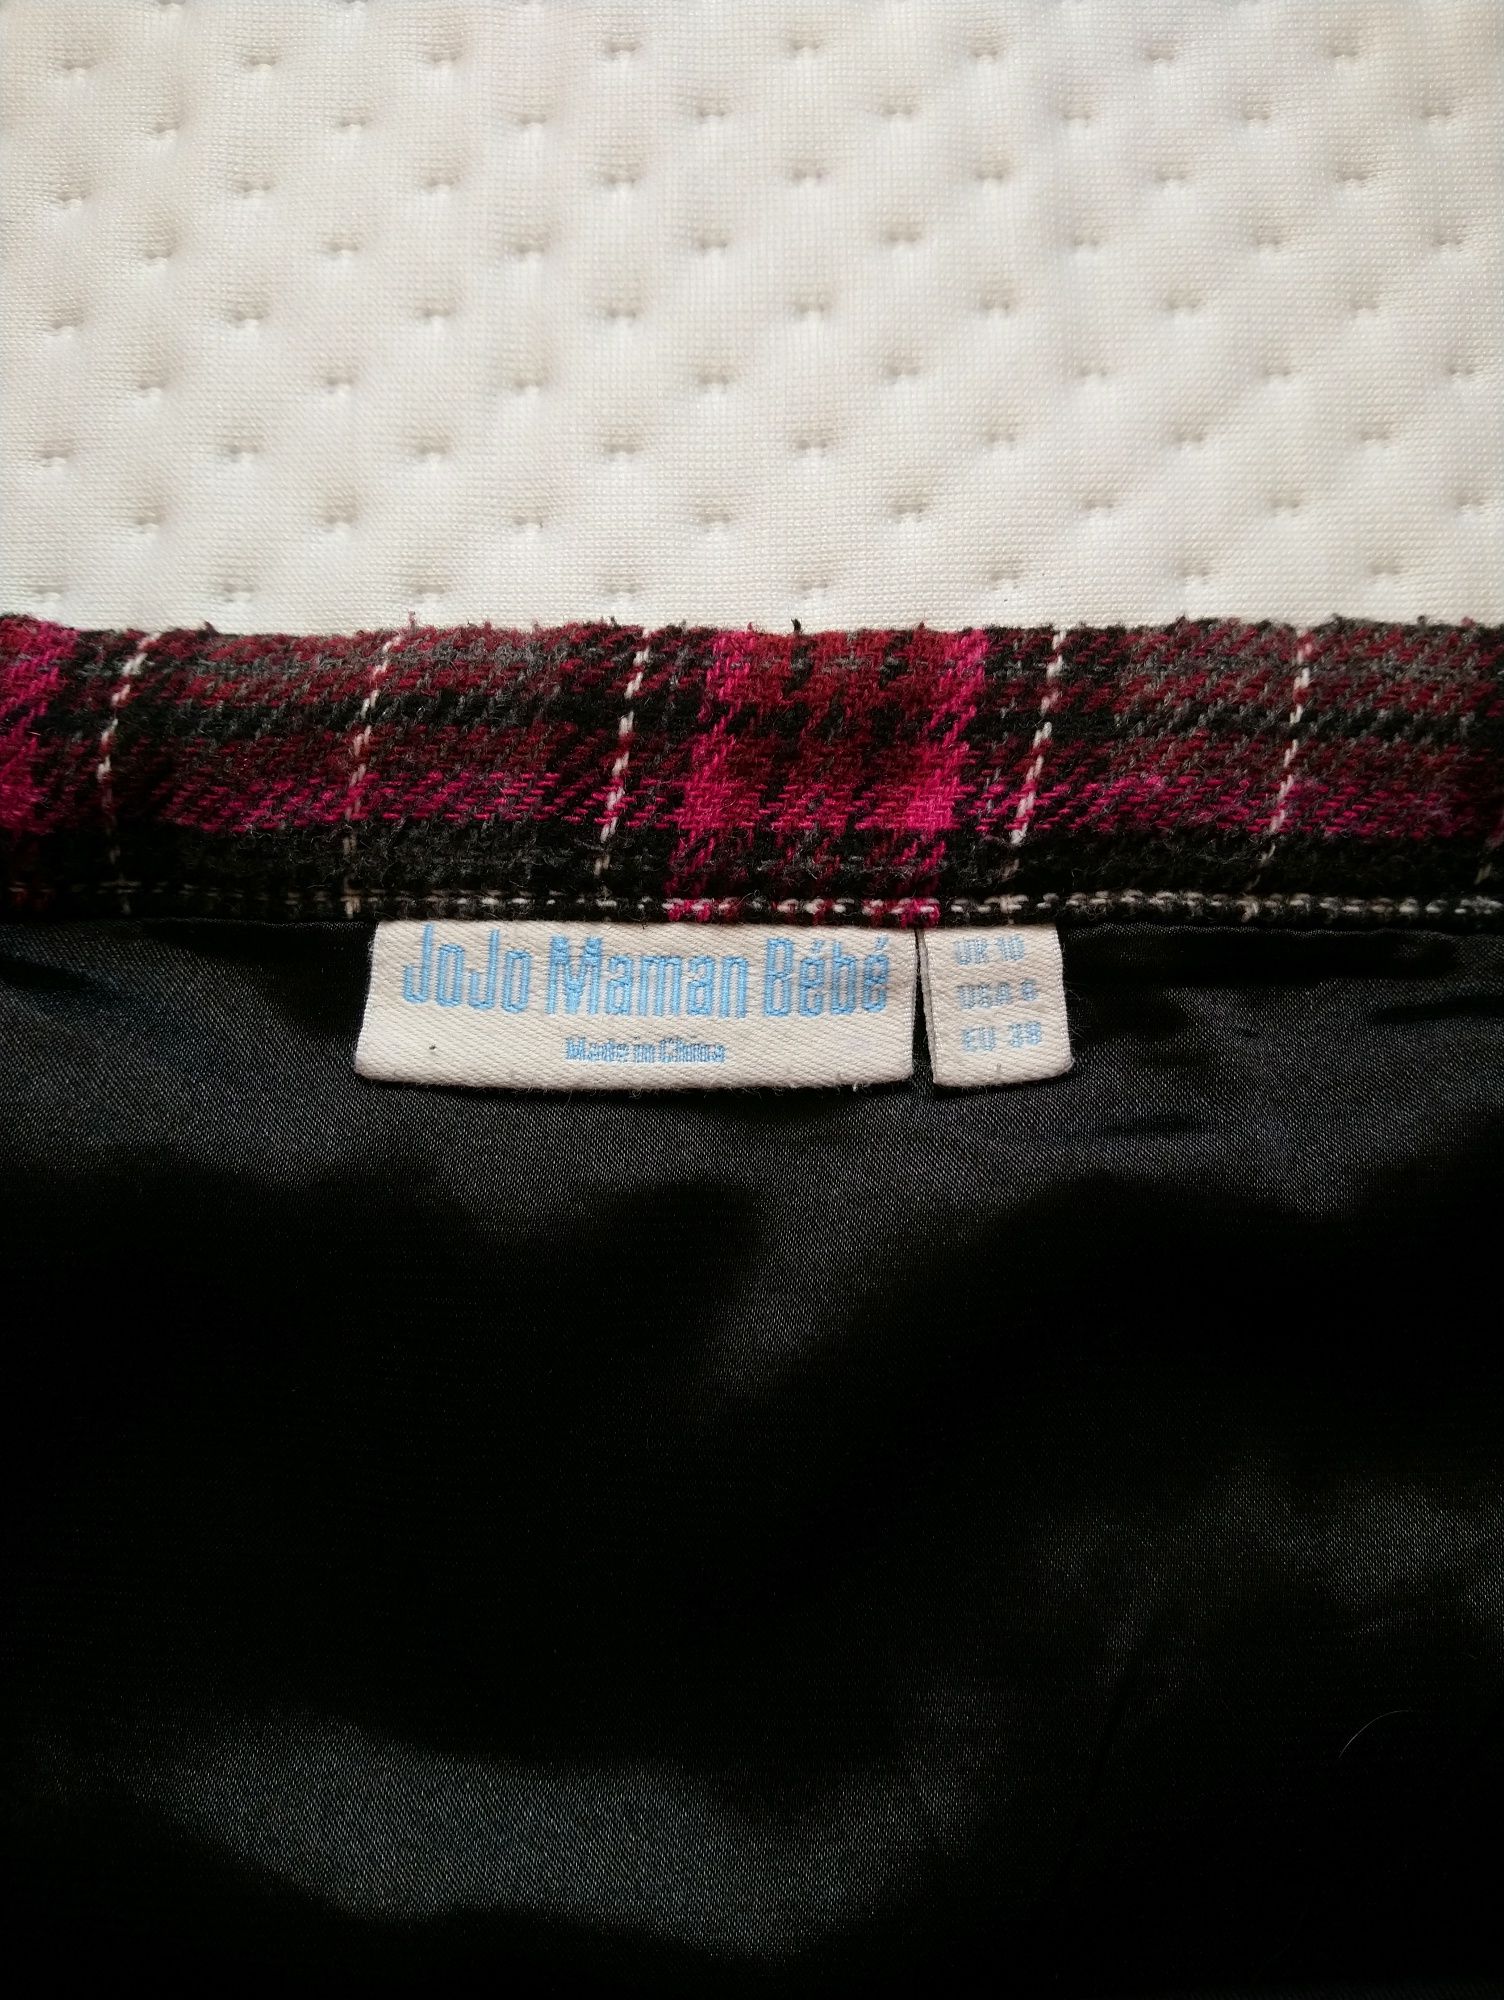 JoJo Maman Bébé
Made in China
UK 10
USA 6
EU 38